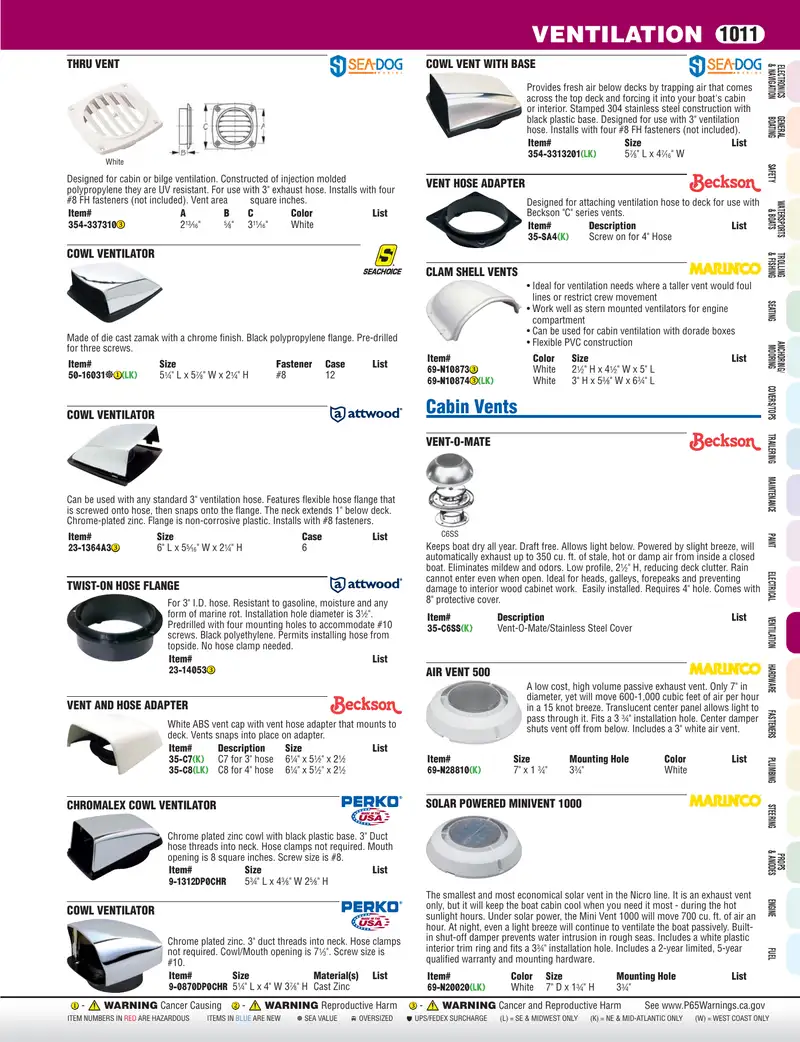 VENTILATION 1011
THRU VENT
SEA-DOG
White
C
A
B
Designed for cabin or bilge ventilation. Constructed of injection molded
polypropylene they are UV resistant. For use with 3" exhaust hose. Installs with four
#8 FH fasteners (not included). Vent area square inches.
Item# A B C Color List
354-337310 3 2 13/16" 5/8" 3 11/16" White
COWL VENTILATOR
SEACHOICE
Made of die cast zamak with a chrome finish. Black polypropylene flange. Pre-drilled
for three screws.
Item# Size Fastener Case List
50-16031 1 (LK) 5¼" L x 5⅞" W x 2¼" H #8 12
COWL VENTILATOR
attwood
Can be used with any standard 3" ventilation hose. Features flexible hose flange that
is screwed onto hose, then snaps onto the flange. The neck extends 1" below deck.
Chrome-plated zinc. Flange is non-corrosive plastic. Installs with #8 fasteners.
Item# Size Case List
23-1364A3 3 6" L x 5 5/16" W x 2¼" H 6
TWIST-ON HOSE FLANGE
attwood
For 3" I.D. hose. Resistant to gasoline, moisture and any
form of marine rot. Installation hole diameter is 3½".
Predrilled with four mounting holes to accommodate #10
screws. Black polyethylene. Permits installing hose from
topside. No hose clamp needed.
Item# List
23-14053 3
VENT AND HOSE ADAPTER
Beckson
White ABS vent cap with vent hose adapter that mounts to
deck. Vents snaps into place on adapter.
Item# Description Size List
35-C7(K) C7 for 3" hose 6¼" x 5½" x 2½
35-C8(LK) C8 for 4" hose 6¼" x 5½" x 2½
CHROMALEX COWL VENTILATOR
PERKO
MADE IN THE USA
Chrome plated zinc cowl with black plastic base. 3" Duct
hose threads into neck. Hose clamps not required. Mouth
opening is 8 square inches. Screw size is #8.
Item# Size List
9-1312DP0CHR 5¾" L x 4⅜" W 2⅝" H
COWL VENTILATOR
PERKO
MADE IN THE USA
Chrome plated zinc. 3" duct threads into neck. Hose clamps
not required. Cowl/Mouth opening is 7½". Screw size is
#10.
Item# Size Material(s) List
9-0870DP0CHR 5¼" L x 4" W 3⅞" H Cast Zinc
COWL VENT WITH BASE
SEA-DOG
Provides fresh air below decks by trapping air that comes
across the top deck and forcing it into your boat's cabin
or interior. Stamped 304 stainless steel construction with
black plastic base. Designed for use with 3" ventilation
hose. Installs with four #8 FH fasteners (not included).
Item# Size List
354-3313201(LK) 5⅞" L x 4 7/16" W
VENT HOSE ADAPTER
Beckson
Designed for attaching ventilation hose to deck for use with
Beckson "C" series vents.
Item# Description List
35-SA4(K) Screw on for 4" Hose
CLAM SHELL VENTS
MARINCO
• Ideal for ventilation needs where a taller vent would foul
lines or restrict crew movement
• Work well as stern mounted ventilators for engine
compartment
• Can be used for cabin ventilation with dorade boxes
• Flexible PVC construction
Item# Color Size List
69-N10873 3 White 2½" H x 4½" W x 5" L
69-N10874 3 (LK) White 3" H x 5⅝" W x 6¾" L
Cabin Vents
VENT-O-MATE
Beckson
C6SS
Keeps boat dry all year. Draft free. Allows light below. Powered by slight breeze, will
automatically exhaust up to 350 cu. ft. of stale, hot or damp air from inside a closed
boat. Eliminates mildew and odors. Low profile, 2½" H, reducing deck clutter. Rain
cannot enter even when open. Ideal for heads, galleys, forepeaks and preventing
damage to interior wood cabinet work. Easily installed. Requires 4" hole. Comes with
8" protective cover.
Item# Description List
35-C6SS(K) Vent-O-Mate/Stainless Steel Cover
AIR VENT 500
MARINCO
A low cost, high volume passive exhaust vent. Only 7" in
diameter, yet will move 600-1,000 cubic feet of air per hour
in a 15 knot breeze. Translucent center panel allows light to
pass through it. Fits a 3 ¾" installation hole. Center damper
shuts vent off from below. Includes a 3" white air vent.
Item# Size Mounting Hole Color List
69-N28810(K) 7" x 1 ¾" 3¾" White
SOLAR POWERED MINIVENT 1000
MARINCO
The smallest and most economical solar vent in the Nicro line. It is an exhaust vent
only, but it will keep the boat cabin cool when you need it most - during the hot
sunlight hours. Under solar power, the Mini Vent 1000 will move 700 cu. ft. of air an
hour. At night, even a light breeze will continue to ventilate the boat passively. Built-
in shut-off damper prevents water intrusion in rough seas. Includes a white plastic
interior trim ring and fits a 3¾" installation hole. Includes a 2-year limited, 5-year
qualified warranty and mounting hardware.
Item# Color Size Mounting Hole List
69-N20020(LK) White 7" D x 1¼" H 3¾"
ELECTRONICS
& NAVIGATION
GENERAL
BOATING
SAFETY
WATERSPORTS
& BOATS
TROLLING
& FISHING
SEATING
ANCHORING/
MOORING
COVERS/TOPS
TRAILERING
MAINTENANCE
PAINT
ELECTRICAL
VENTILATION
HARDWARE
FASTENERS
PLUMBING
STEERING
PROPS
& ANODES
ENGINE
FUEL
1 - WARNING Cancer Causing 2 - WARNING Reproductive Harm 3 - WARNING Cancer and Reproductive Harm See www.P65Warnings.ca.gov
ITEM NUMBERS IN RED ARE HAZARDOUS ITEMS IN BLUE ARE NEW SEA VALUE OVERSIZED UPS/FEDEX SURCHARGE (L) = SE & MIDWEST ONLY (K) = NE & MID-ATLANTIC ONLY (W) = WEST COAST ONLY